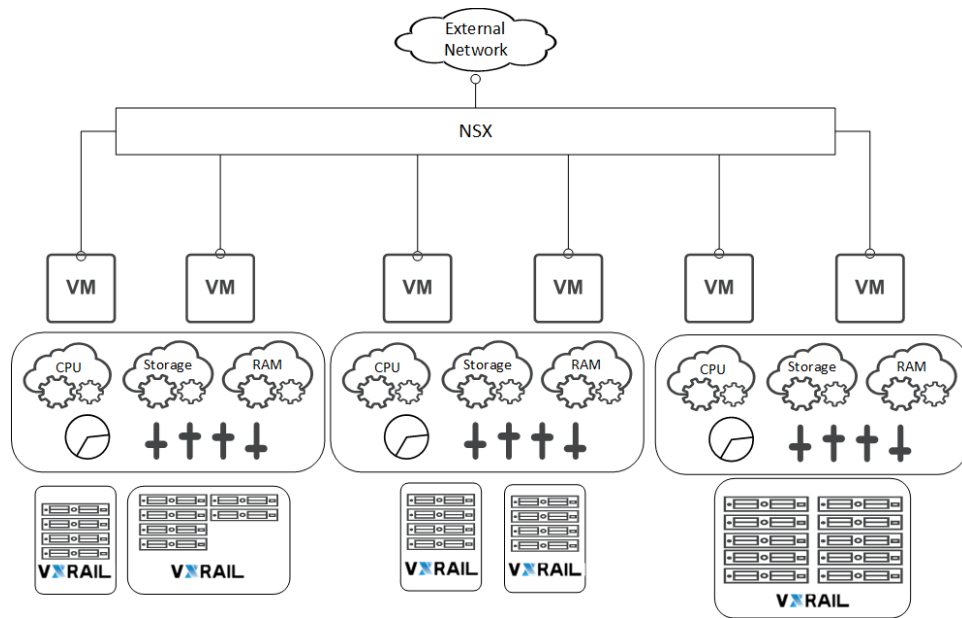 External
Network
NSX
VM
VM
VM
VM
VM
VM
CPU
Storage
RAM
CPU
Storage
RAM
CPU
Storage
RAM
VXRAIL
VXRAIL
VXRAIL
VXRAIL
VXRAIL